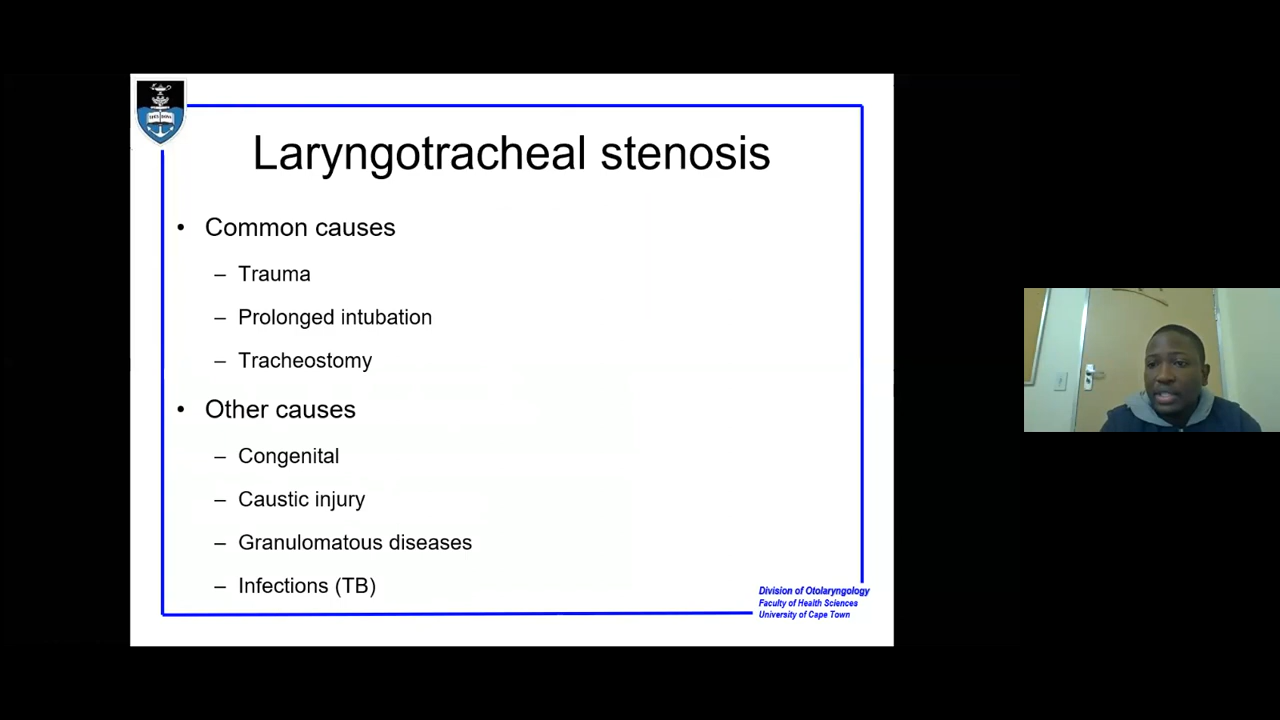 Laryngotracheal stenosis
• Common causes
– Trauma
– Prolonged intubation
– Tracheostomy
• Other causes
– Congenital
– Caustic injury
– Granulomatous diseases
– Infections (TB)
Division of Otolaryngology
Faculty of Health Sciences
University of Cape Town